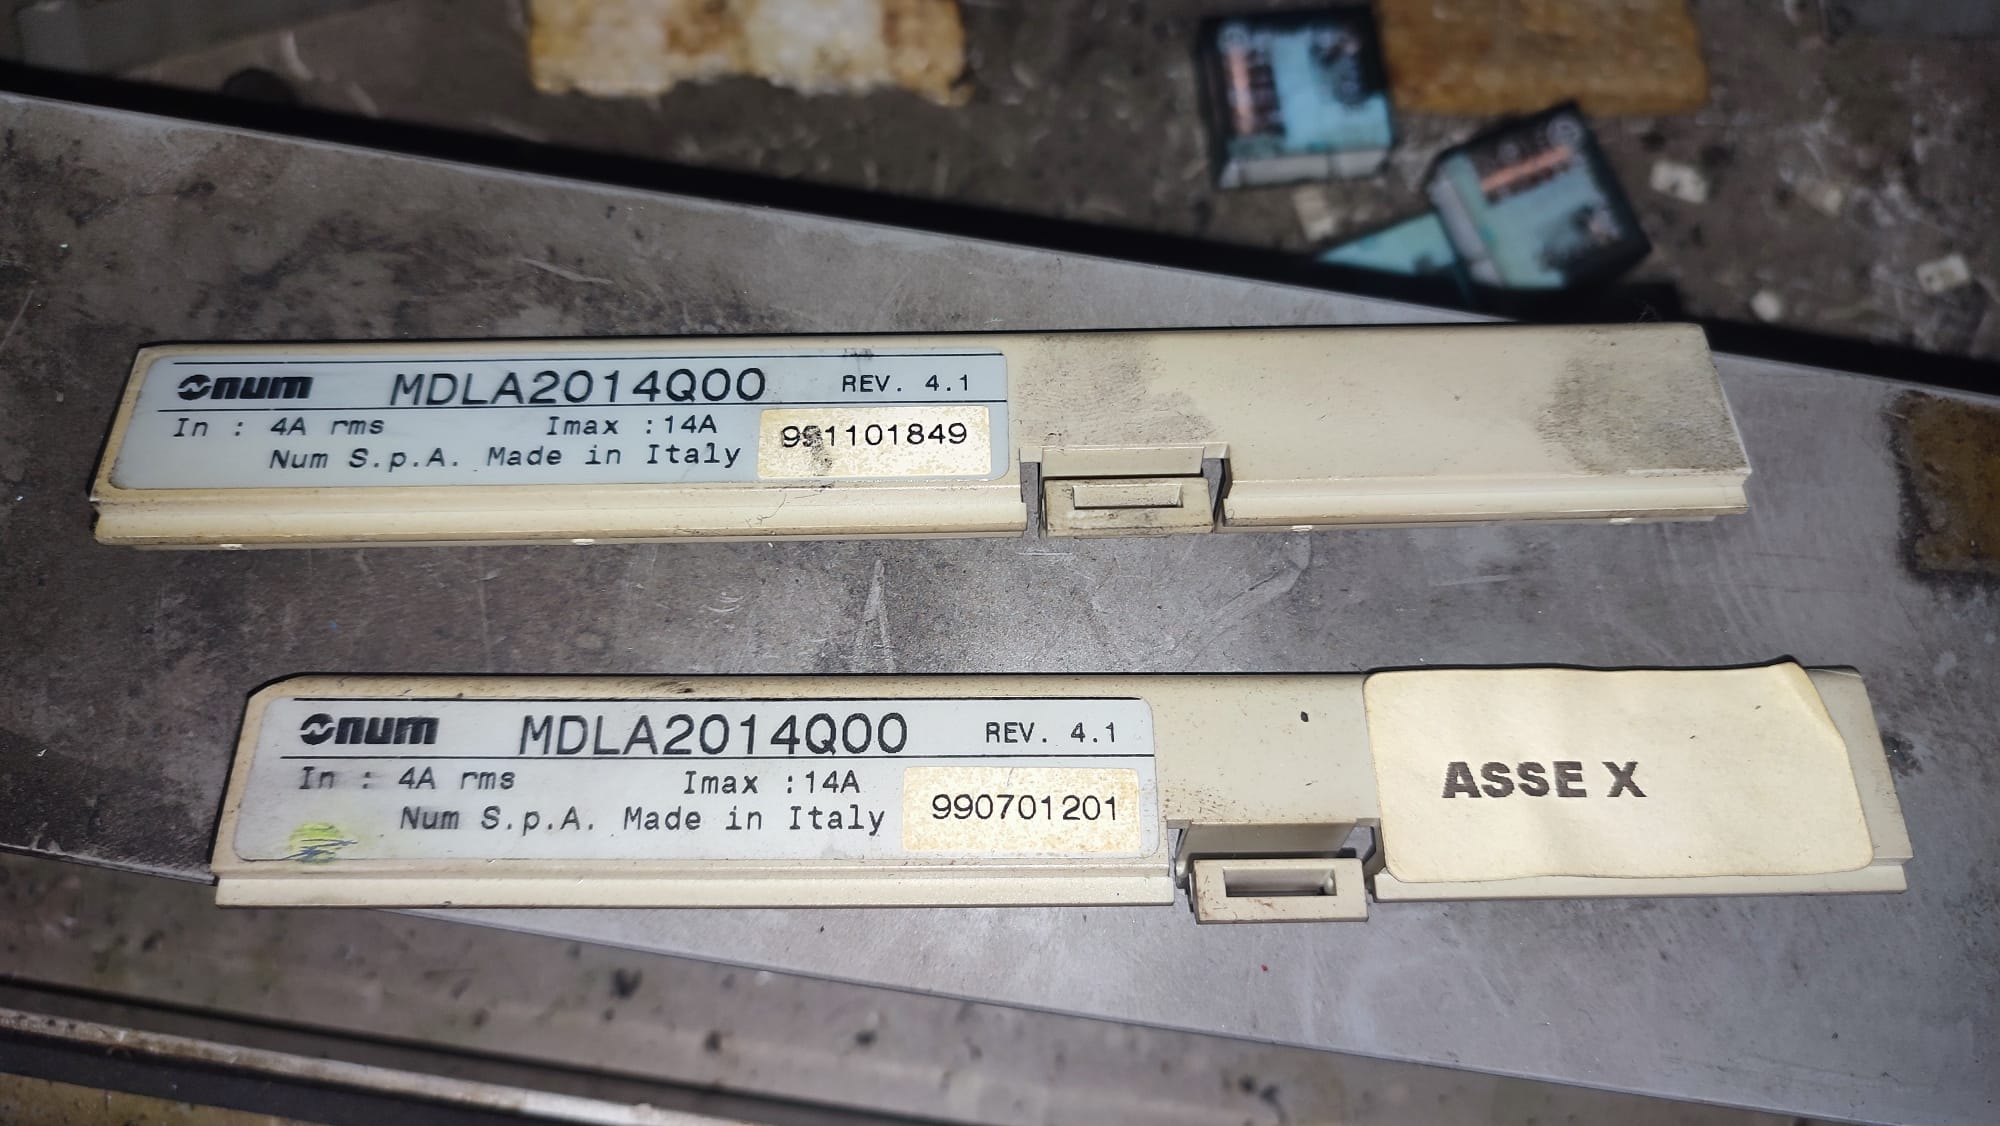 num MDLA2014Q00 REV. 4.1
In : 4A rms Imax : 14A
991101849
Num S.p.A. Made in Italy
num MDLA2014Q00 REV. 4.1
In : 4A rms Imax : 14A
990701201
Num S.p.A. Made in Italy
ASSE X